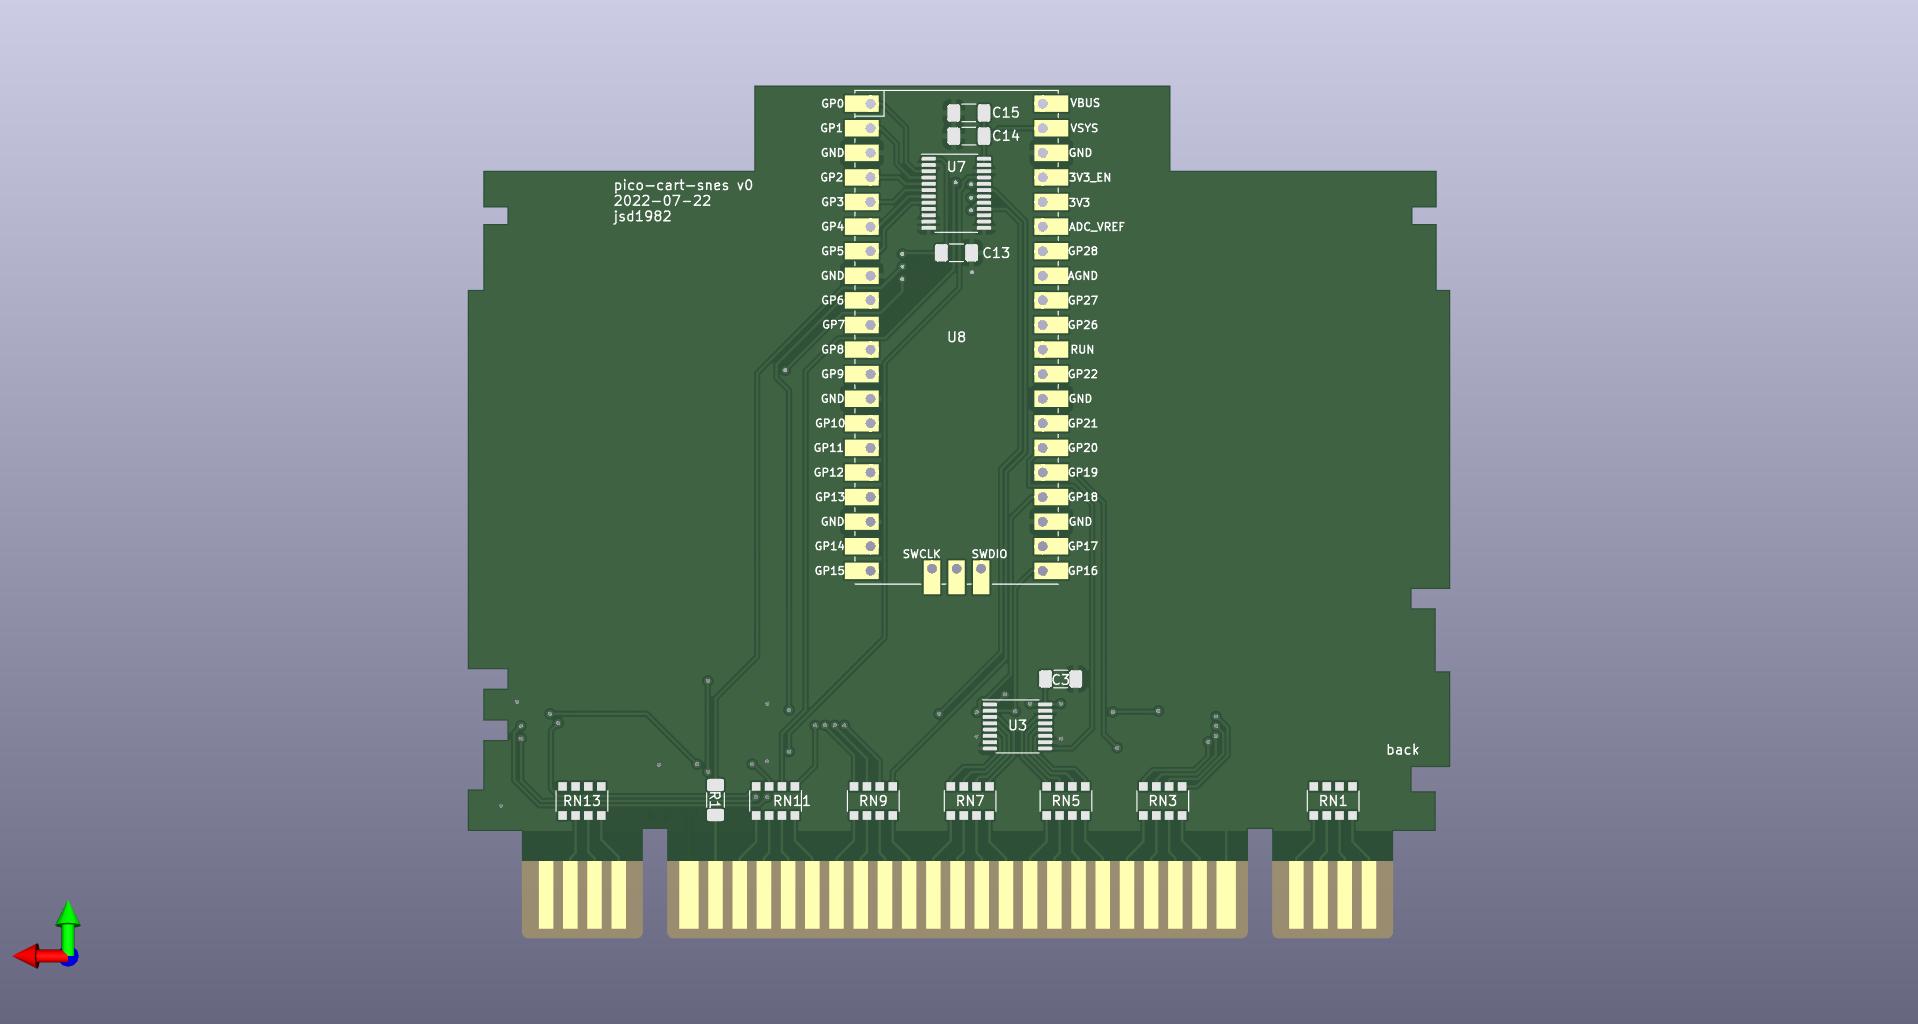 GP0
VBUS
C15
GP1
VSYS
C14
GND
GND
U7
GP2
3V3_EN
pico-cart-snes v0
2022-07-22
jsd1982
GP3
3V3
GP4
ADC_VREF
GP5
C13
GP28
GND
AGND
GP6
GP27
GP7
GP26
U8
GP8
RUN
GP9
GP22
GND
GND
GP10
GP21
GP11
GP20
GP12
GP19
GP13
GP18
GND
GND
GP14
GP17
SWCLK
SWDIO
GP15
GP16
C3
U3
back
RN13
R1
RN11
RN9
RN7
RN5
RN3
RN1